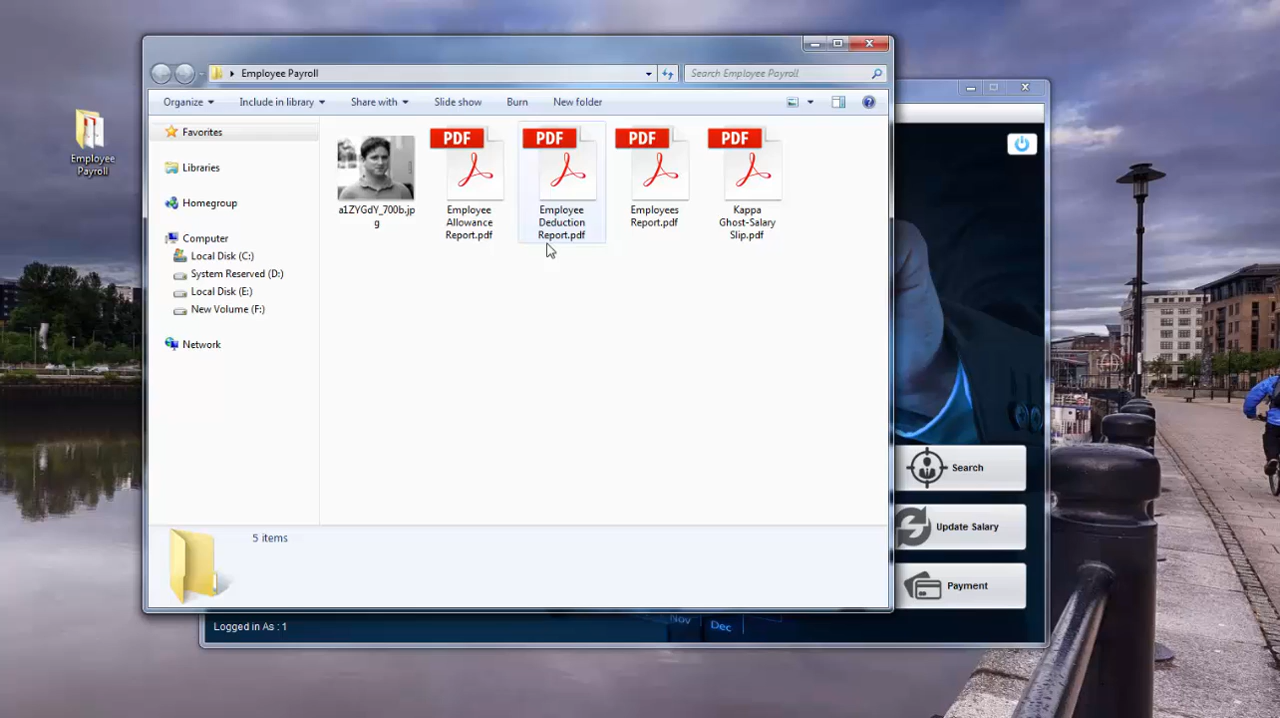 Employee Payroll
Search Employee Payroll
Organize
Include in library
Share with
Slide show
Burn
New folder
Favorites
Libraries
Homegroup
Computer
Local Disk (C:)
System Reserved (D:)
Local Disk (E:)
New Volume (F:)
Network
a1ZYGdY_700b.jp
g
PDF
Employee
Allowance
Report.pdf
PDF
Employee
Deduction
Report.pdf
PDF
Employees
Report.pdf
PDF
Kappa
Ghost-Salary
Slip.pdf
5 items
Employee
Payroll
Search
Update Salary
Payment
Logged in As : 1
Nov
Dec